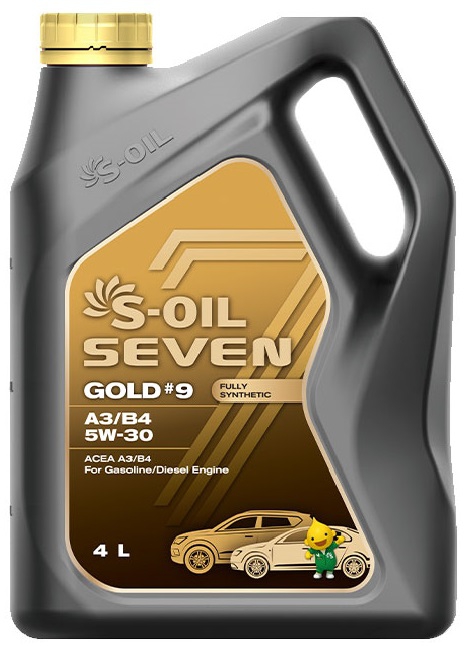 S-OIL
S-OIL
SEVEN
GOLD #9
FULLY
SYNTHETIC
A3/B4
5W-30
ACEA A3/B4
For Gasoline/Diesel Engine
4 L